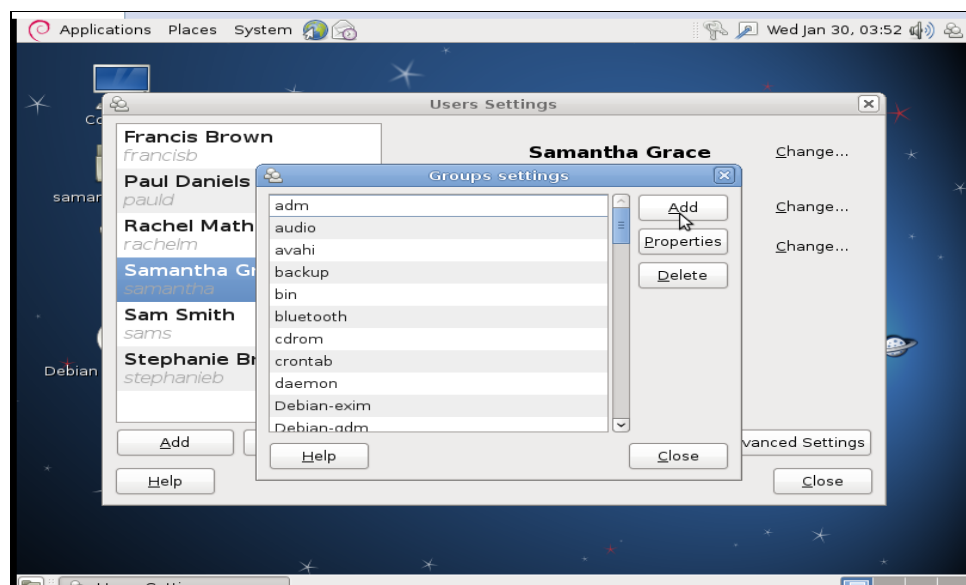 Applications Places System Wed Jan 30, 03:52
Users Settings
Francis Brown
francisb
Samantha Grace Change...
Paul Daniels
pauld
Groups settings
samar
adm
Add
Change...
Rachel Math
rachelm
audio
avahi
Properties
Change...
Samantha Gr
samantha
backup
Delete
bin
Sam Smith
sams
bluetooth
cdrom
Stephanie Br
stephanieb
crontab
Debian
daemon
Debian-exim
Debian-gdm
Add
Help
Close
vanced Settings
Help
Close